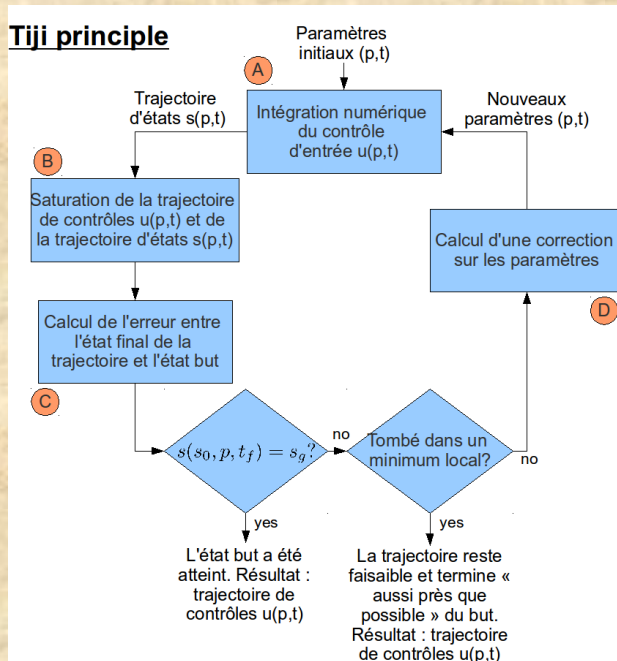 Tiji principle
Paramètres
initiaux (p,t)
A
Intégration numérique
du contrôle
d'entrée u(p,t)
Trajectoire
d'états s(p,t)
Nouveaux
paramètres (p,t)
B
Saturation de la trajectoire
de contrôles u(p,t) et de
la trajectoire d'états s(p,t)
Calcul d'une correction
sur les paramètres
D
Calcul de l'erreur entre
l'état final de la
trajectoire et l'état but
C
s(s₀, p, t_f) = s_g?
no
Tombé dans un
minimum local?
no
yes
yes
L'état but a été
atteint. Résultat :
trajectoire de
contrôles u(p,t)
La trajectoire reste
faisaible et termine «
aussi près que
possible » du but.
Résultat : trajectoire
de contrôles u(p,t)